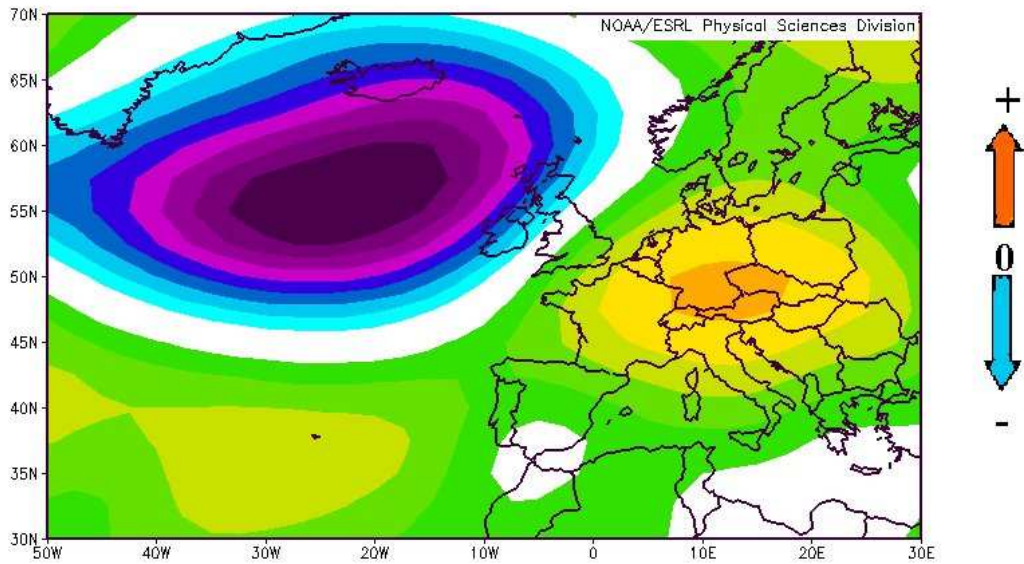 70N
NOAA/ESRL Physical Sciences Division
65N
60N
55N
50N
45N
40N
35N
30N
50W 40W 30W 20W 10W 0 10E 20E 30E
+
0
-